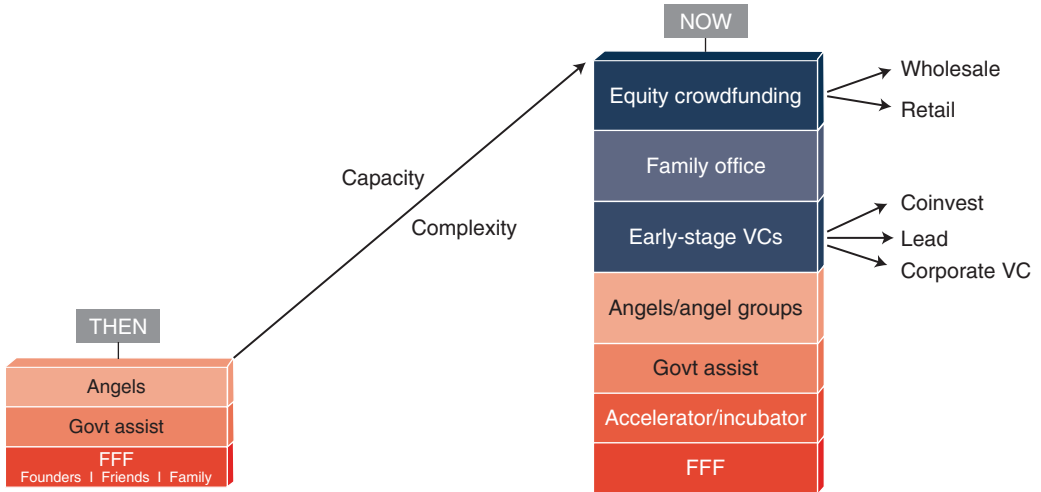 NOW
Equity crowdfunding
Wholesale
Retail
Family office
Capacity
Complexity
Early-stage VCs
Coinvest
Lead
Corporate VC
Angels/angel groups
THEN
Govt assist
Angels
Accelerator/incubator
Govt assist
FFF
Founders I Friends I Family
FFF